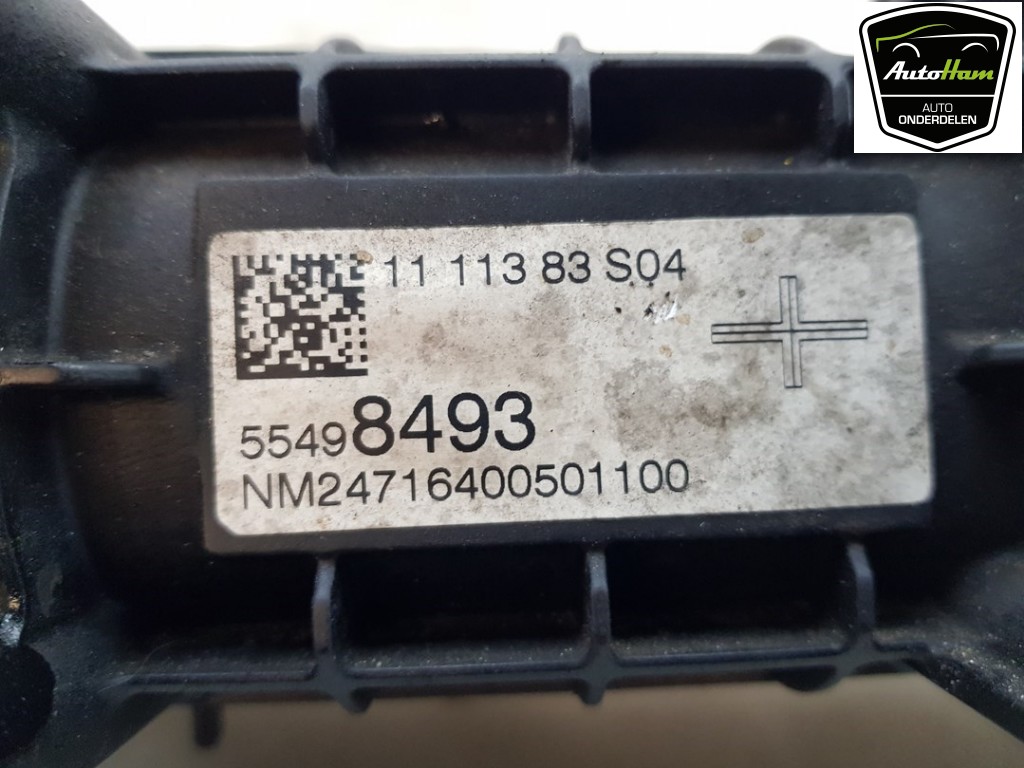 AutoHam
AUTO
ONDERDELEN
11 113 83 S04
55498493
NM24716400501100